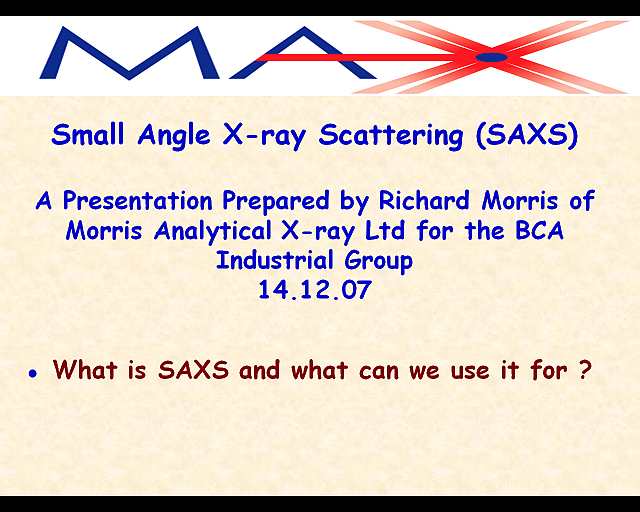 MAX
Small Angle X-ray Scattering (SAXS)
A Presentation Prepared by Richard Morris of
Morris Analytical X-ray Ltd for the BCA
Industrial Group
14.12.07
• What is SAXS and what can we use it for ?